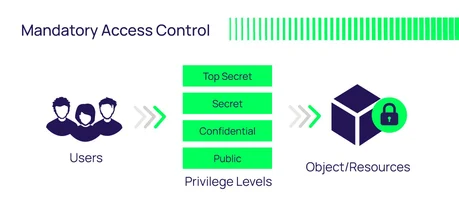 Mandatory Access Control
Top Secret
Secret
Confidential
Public
Users
Privilege Levels
Object/Resources